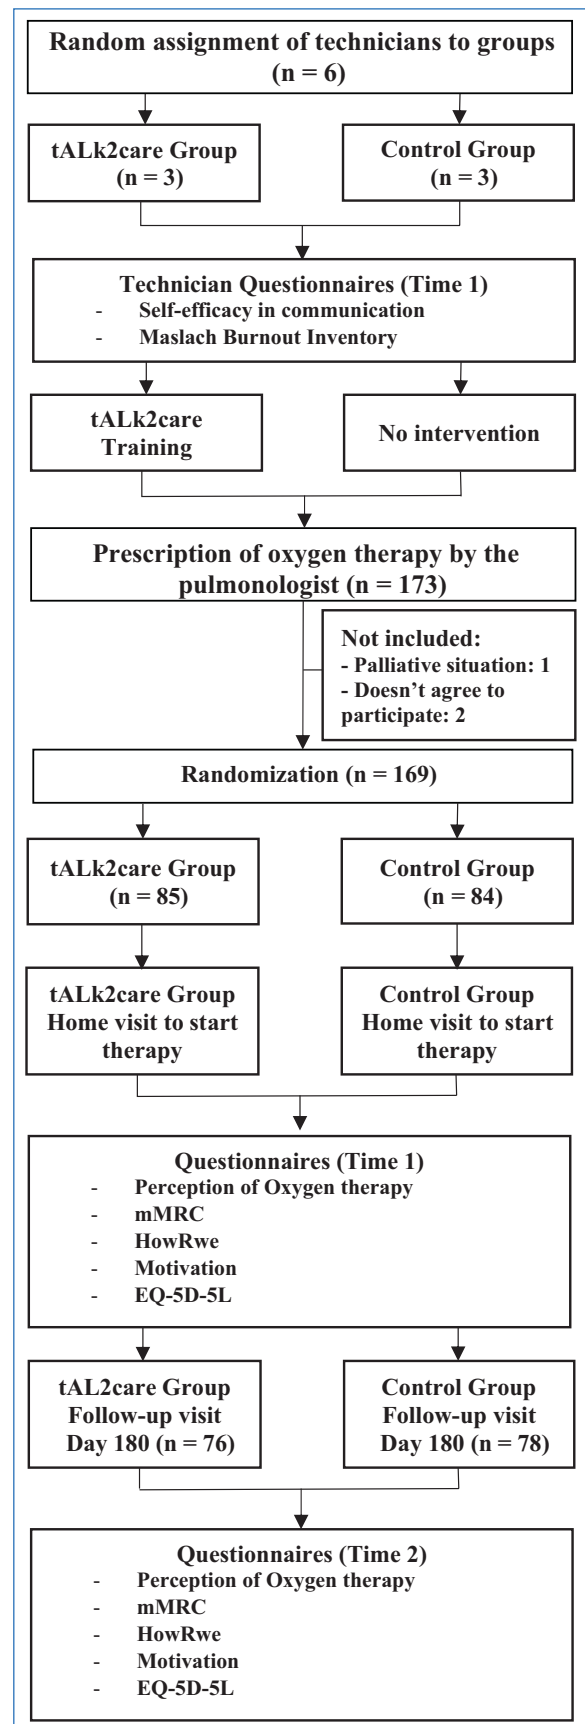 Random assignment of technicians to groups
(n = 6)
tALk2care Group
(n = 3)
Control Group
(n = 3)
Technician Questionnaires (Time 1)
- Self-efficacy in communication
- Maslach Burnout Inventory
tALk2care
Training
No intervention
Prescription of oxygen therapy by the
pulmonologist (n = 173)
Not included:
- Palliative situation: 1
- Doesn't agree to
participate: 2
Randomization (n = 169)
tALk2care Group
(n = 85)
Control Group
(n = 84)
tALk2care Group
Home visit to start
therapy
Control Group
Home visit to start
therapy
Questionnaires (Time 1)
- Perception of Oxygen therapy
- mMRC
- HowRwe
- Motivation
- EQ-5D-5L
tAL2care Group
Follow-up visit
Day 180 (n = 76)
Control Group
Follow-up visit
Day 180 (n = 78)
Questionnaires (Time 2)
- Perception of Oxygen therapy
- mMRC
- HowRwe
- Motivation
- EQ-5D-5L